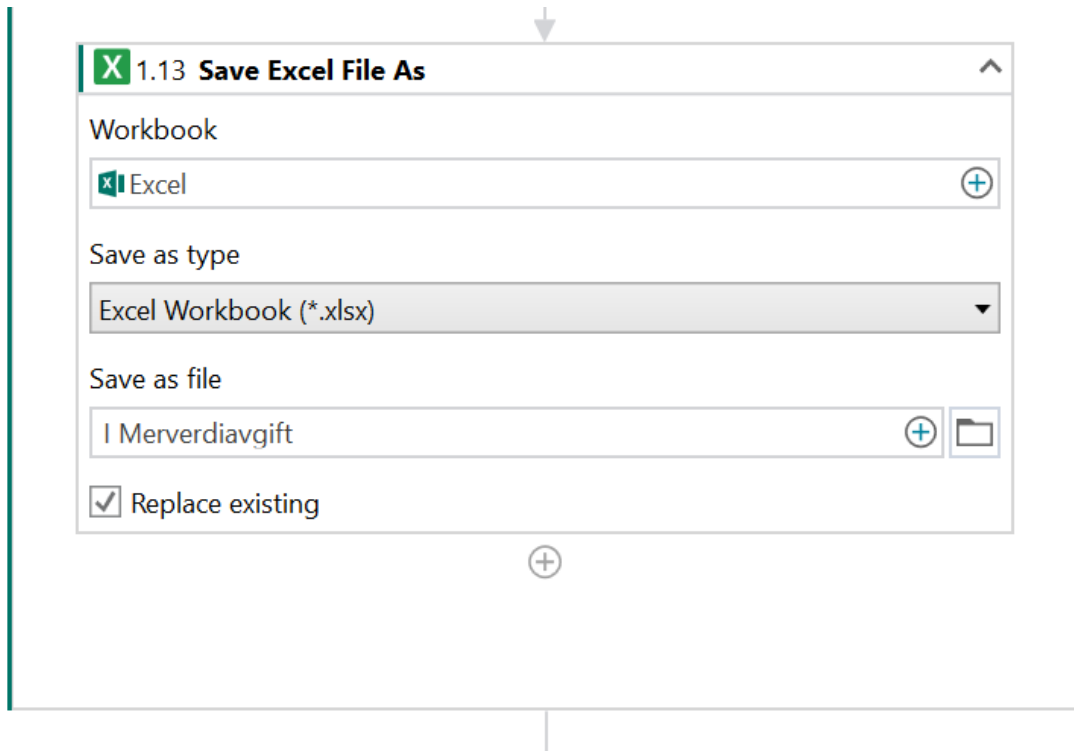 1.13 Save Excel File As
Workbook
Excel
Save as type
Excel Workbook (*.xlsx)
Save as file
I Merverdiavgift
Replace existing